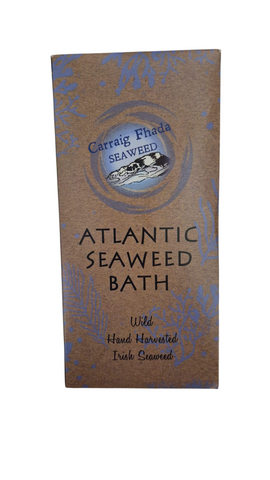 Carraig Fhada
SEAWEED
ATLANTIC
SEAWEED
BATH
Wild
Hand Harvested
Irish Seaweed